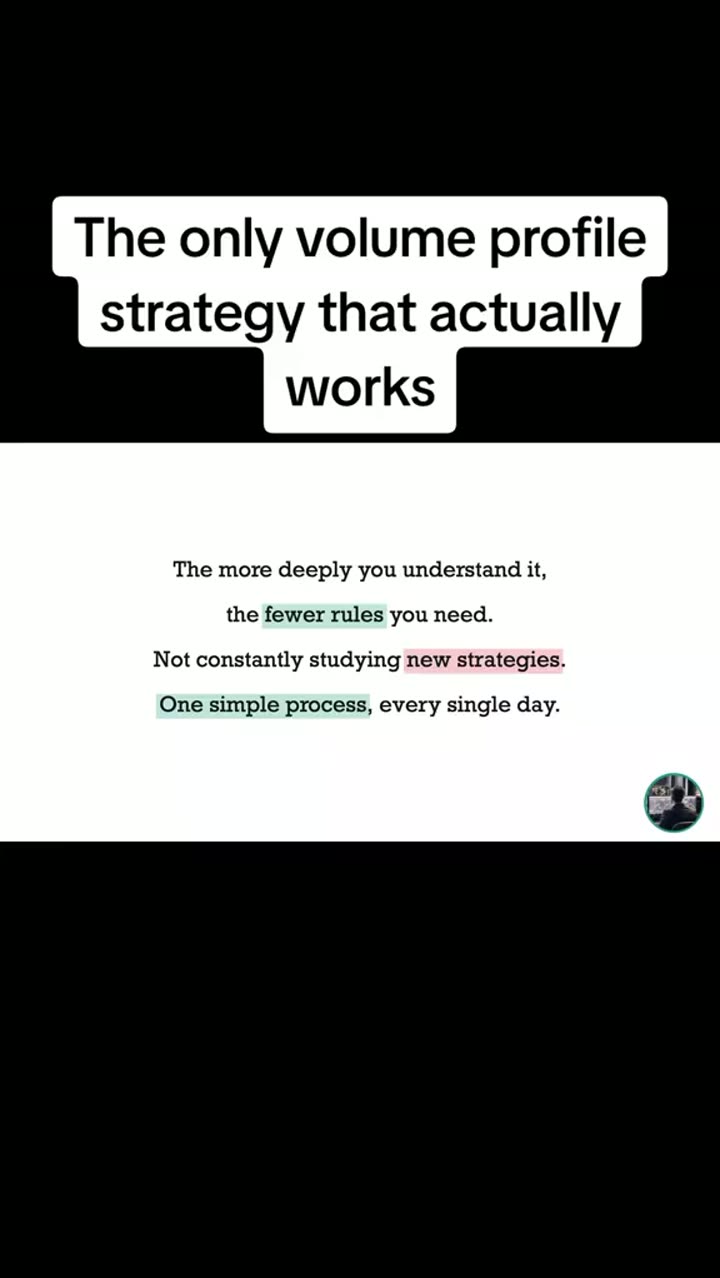 The only volume profile
strategy that actually
works
The more deeply you understand it,
the fewer rules you need.
Not constantly studying new strategies.
One simple process, every single day.